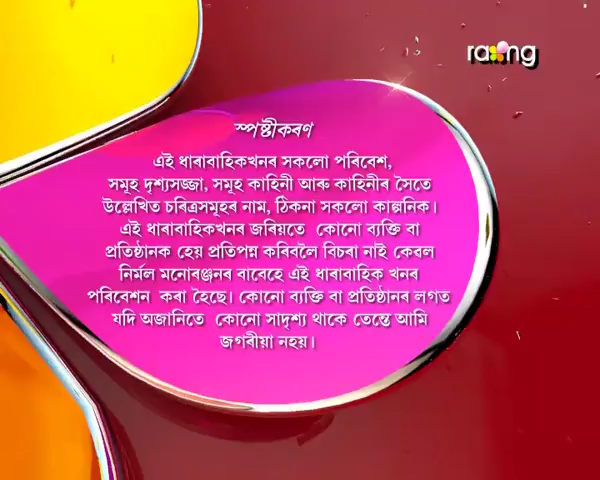 rang
স্পষ্টীকৰণ
এই ধাৰাবাহিকখনৰ সকলো পৰিবেশ,
সমূহ দৃশ্যসজ্জা, সমূহ কাহিনী আৰু কাহিনীৰ সৈতে
উল্লেখিত চৰিত্ৰসমূহৰ নাম, ঠিকনা সকলো কাল্পনিক।
এই ধাৰাবাহিকখনৰ জৰিয়তে কোনো ব্যক্তি বা
প্ৰতিষ্ঠানক হেয় প্ৰতিপন্ন কৰিবলৈ বিচৰা নাই কেবল
নিৰ্মল মনোৰঞ্জনৰ বাবেহে এই ধাৰাবাহিক খনৰ
পৰিবেশন কৰা হৈছে। কোনো ব্যক্তি বা প্ৰতিষ্ঠানৰ লগত
যদি অজানিতে কোনো সাদৃশ্য থাকে তেন্তে আমি
জগৰীয়া নহয়।